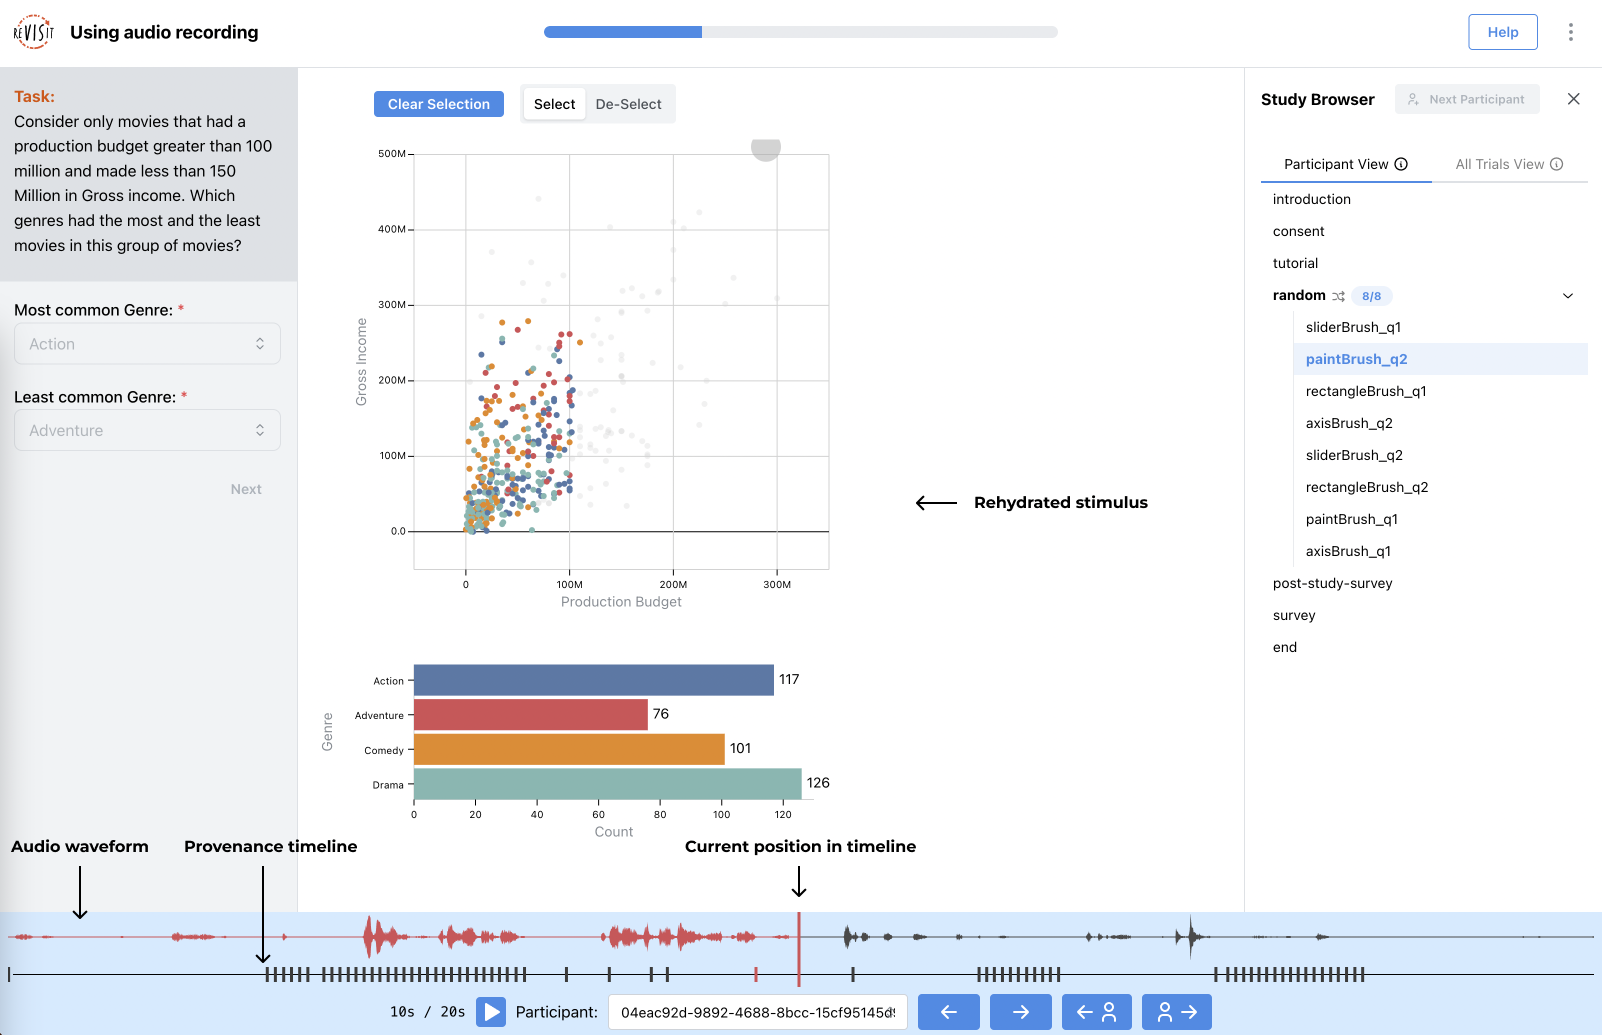 reVISit
Using audio recording
Help
Task:
Consider only movies that had a
production budget greater than 100
million and made less than 150
Million in Gross income. Which
genres had the most and the least
movies in this group of movies?
Most common Genre: *
Action
Least common Genre: *
Adventure
Next
Clear Selection
Select
De-Select
500M
400M
300M
200M
100M
0.0
Gross Income
0
100M
200M
300M
Production Budget
Rehydrated stimulus
Genre
Action
117
Adventure
76
Comedy
101
Drama
126
0
20
40
60
80
100
120
Count
Study Browser
Next Participant
Participant View
All Trials View
introduction
consent
tutorial
random 8/8
sliderBrush_q1
paintBrush_q2
rectangleBrush_q1
axisBrush_q2
sliderBrush_q2
rectangleBrush_q2
paintBrush_q1
axisBrush_q1
post-study-survey
survey
end
Audio waveform
Provenance timeline
Current position in timeline
10s / 20s
Participant:
04eac92d-9892-4688-8bcc-15cf95145d